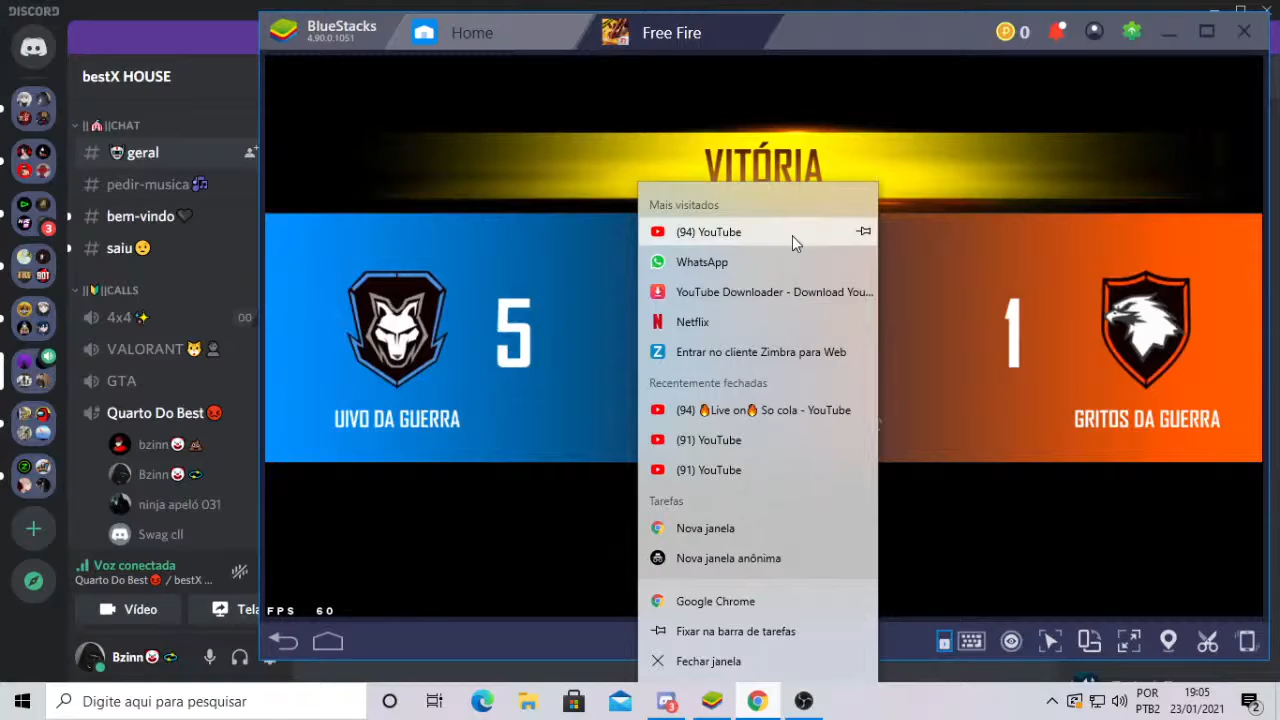 DISCORD
bestX HOUSE
||🏩||CHAT
geral
pedir-musica🎶
bem-vindo🖤
saiu😢
||🔰||CALLS
4x4✨
00
VALORANT😼
GTA
Quarto Do Best😡
bzinn🤡💩
Bzinn🤡
ninja apeló 031
Swag cll
Voz conectada
Quarto Do Best😡 / bestX ...
Vídeo
Tela
Bzinn🤡
3
BlueStacks
4.90.0.1051
Home
Free Fire
P 0
VITÓRIA
5
1
UIVO DA GUERRA
GRITOS DA GUERRA
FPS 60
Mais visitados
(94) YouTube
WhatsApp
YouTube Downloader - Download You...
Netflix
Entrar no cliente Zimbra para Web
Recentemente fechadas
(94) 🔥Live on🔥 So cola - YouTube
(91) YouTube
(91) YouTube
Tarefas
Nova janela
Nova janela anônima
Google Chrome
Fixar na barra de tarefas
Fechar janela
Digite aqui para pesquisar
3
POR
PTB2
19:05
23/01/2021
2